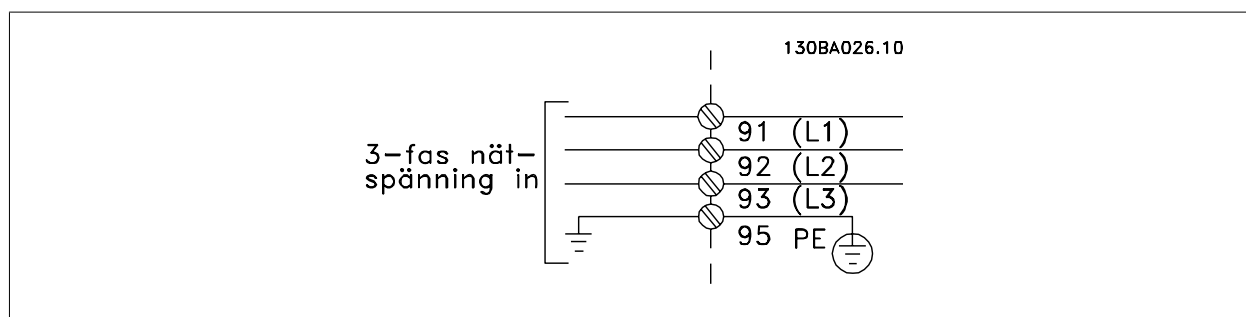 130BA026.10
3-fas nät-
spänning in
91 (L1)
92 (L2)
93 (L3)
95 PE